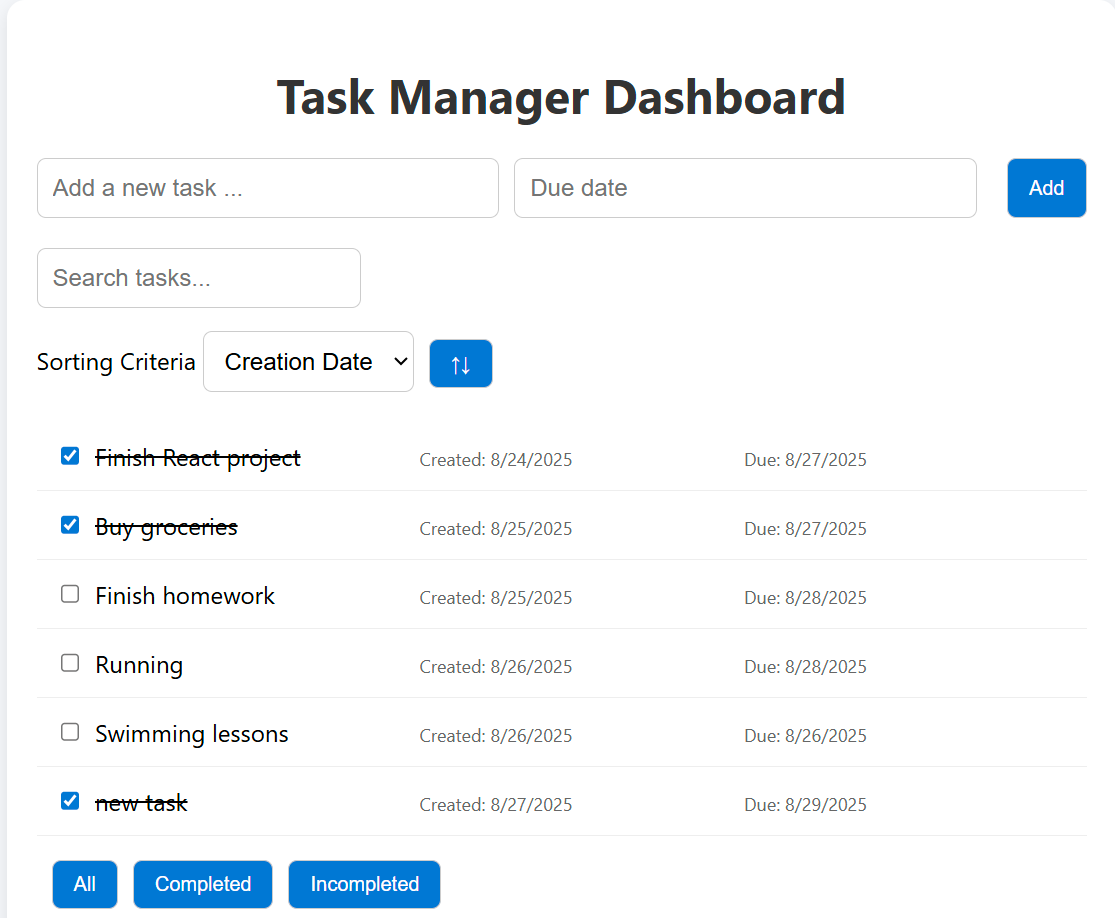 Task Manager Dashboard
Add a new task ... Due date Add
Search tasks...
Sorting Criteria Creation Date ↑↓
Finish React project Created: 8/24/2025 Due: 8/27/2025
Buy groceries Created: 8/25/2025 Due: 8/27/2025
Finish homework Created: 8/25/2025 Due: 8/28/2025
Running Created: 8/26/2025 Due: 8/28/2025
Swimming lessons Created: 8/26/2025 Due: 8/26/2025
new task Created: 8/27/2025 Due: 8/29/2025
All Completed Incompleted